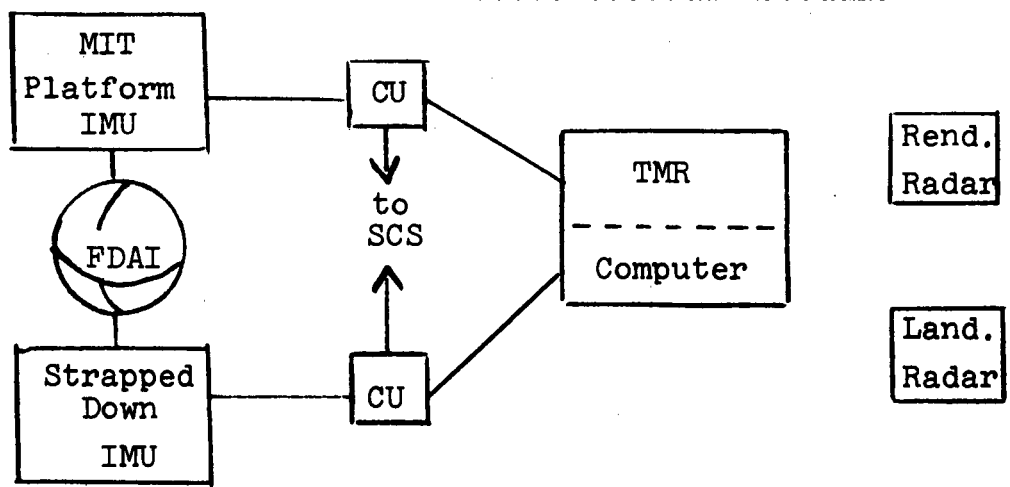 MIT
Platform
IMU
CU
TMR
Rend.
Radar
to
SCS
FDAI
Computer
Land.
Radar
Strapped
Down
IMU
CU